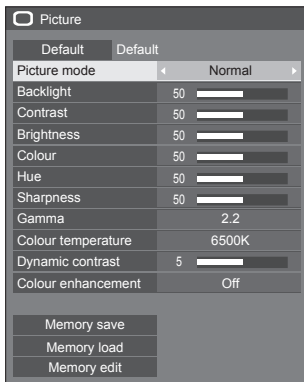 Picture
Default Default
Picture mode Normal
Backlight 50
Contrast 50
Brightness 50
Colour 50
Hue 50
Sharpness 50
Gamma 2.2
Colour temperature 6500K
Dynamic contrast 5
Colour enhancement Off
Memory save
Memory load
Memory edit